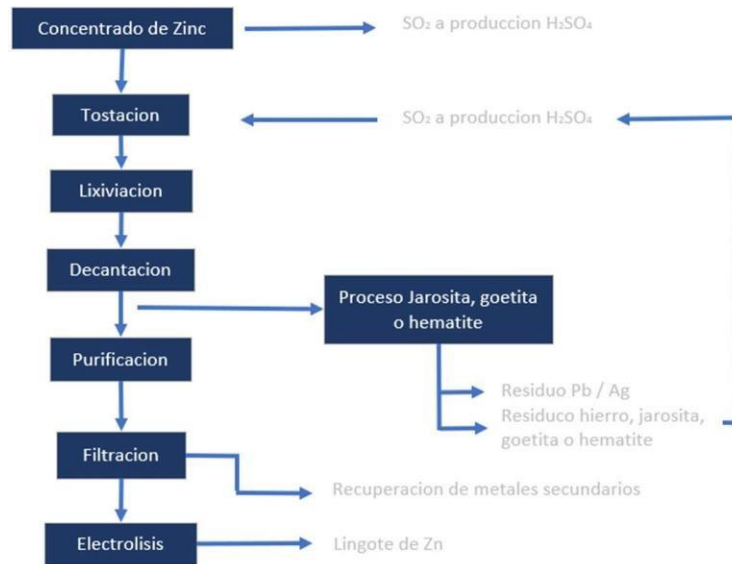 Concentrado de Zinc
SO₂ a produccion H₂SO₄
Tostacion
SO₂ a produccion H₂SO₄
Lixiviacion
Decantacion
Proceso Jarosita, goetita
o hematite
Purificacion
Residuo Pb / Ag
Residuco hierro, jarosita,
goetita o hematite
Filtracion
Recuperacion de metales secundarios
Electrolisis
Lingote de Zn